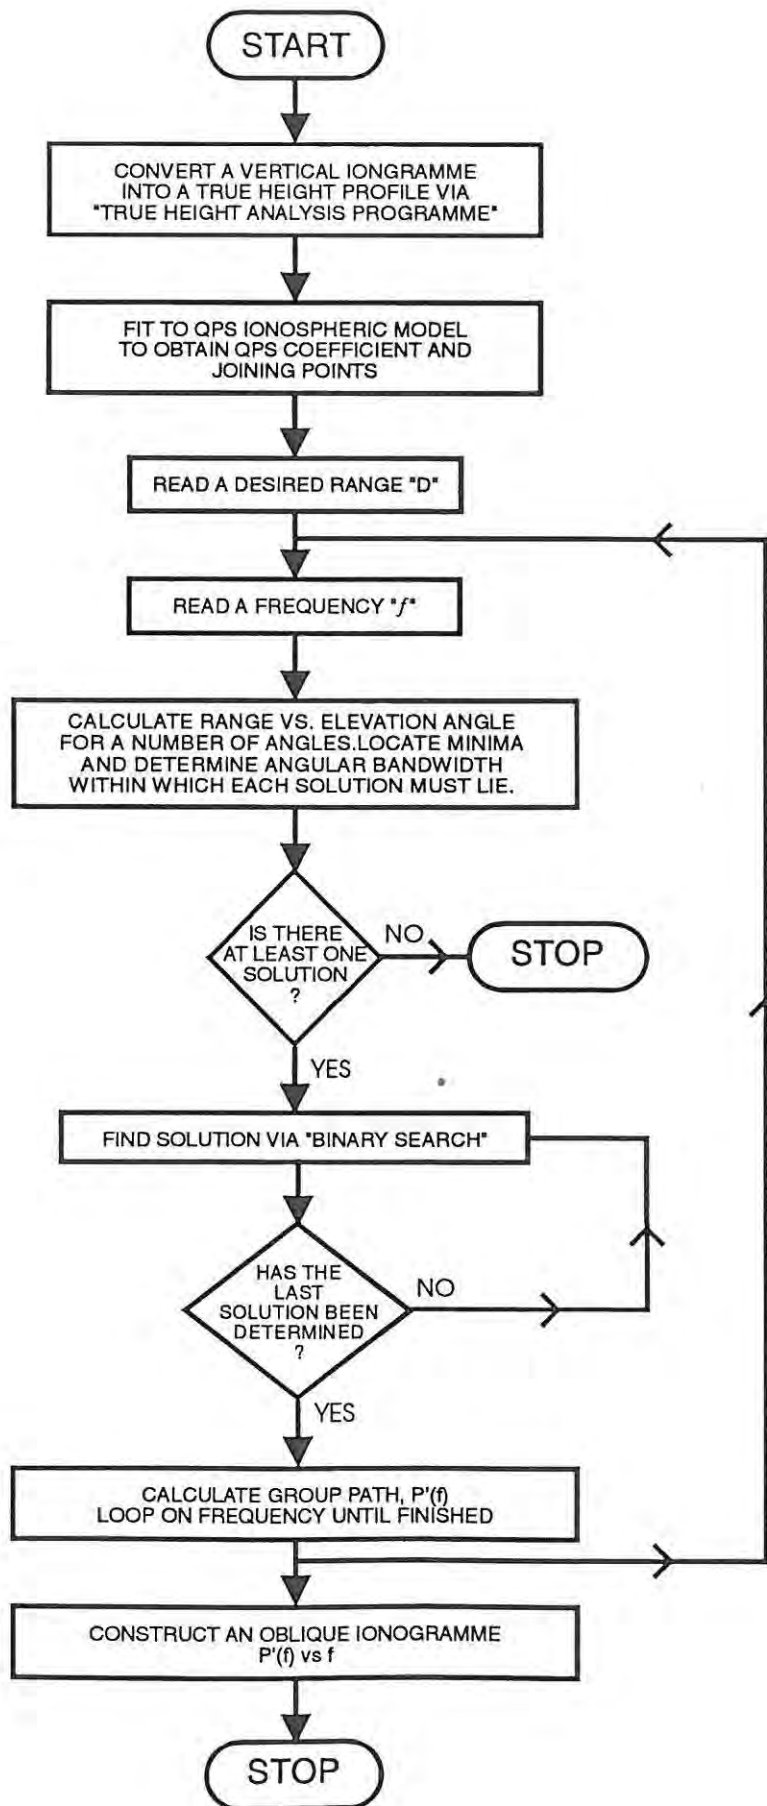 START
CONVERT A VERTICAL IONGRAMME
INTO A TRUE HEIGHT PROFILE VIA
"TRUE HEIGHT ANALYSIS PROGRAMME"
FIT TO QPS IONOSPHERIC MODEL
TO OBTAIN QPS COEFFICIENT AND
JOINING POINTS
READ A DESIRED RANGE "D"
READ A FREQUENCY "f"
CALCULATE RANGE VS. ELEVATION ANGLE
FOR A NUMBER OF ANGLES.LOCATE MINIMA
AND DETERMINE ANGULAR BANDWIDTH
WITHIN WHICH EACH SOLUTION MUST LIE.
IS THERE
AT LEAST ONE
SOLUTION
?
NO
STOP
YES
FIND SOLUTION VIA "BINARY SEARCH"
HAS THE
LAST
SOLUTION BEEN
DETERMINED
?
NO
YES
CALCULATE GROUP PATH, P'(f)
LOOP ON FREQUENCY UNTIL FINISHED
CONSTRUCT AN OBLIQUE IONOGRAMME
P'(f) vs f
STOP